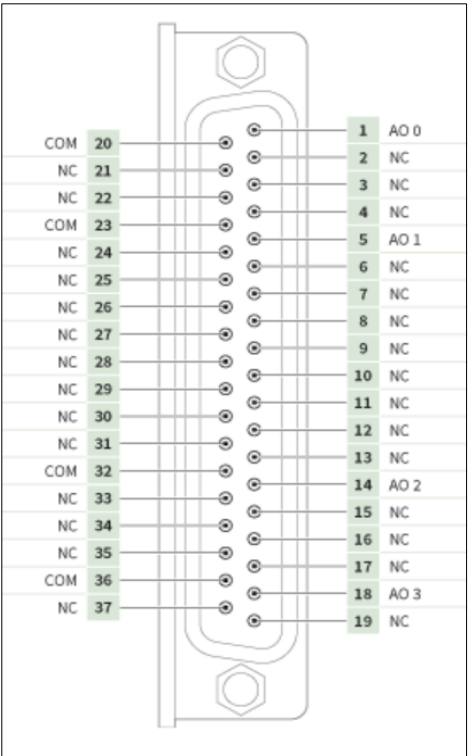 1 AO 0
COM 20
2 NC
NC 21
3 NC
NC 22
4 NC
COM 23
5 AO 1
NC 24
6 NC
NC 25
7 NC
NC 26
8 NC
NC 27
9 NC
NC 28
10 NC
NC 29
11 NC
NC 30
12 NC
NC 31
13 NC
COM 32
14 AO 2
NC 33
15 NC
NC 34
16 NC
NC 35
17 NC
COM 36
18 AO 3
NC 37
19 NC